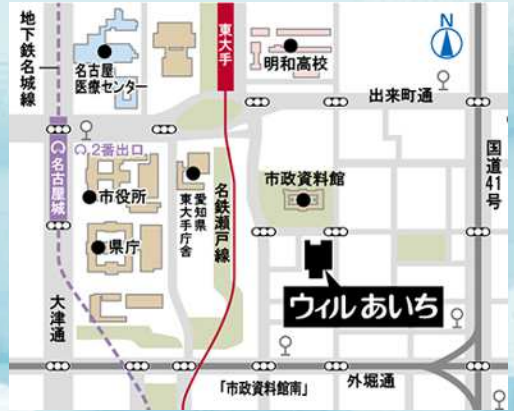 地下鉄名城線
名古屋
医療センター
東大手
明和高校
N
出来町通
名古屋城
2番出口
市役所
愛知県
東大手庁舎
名鉄瀬戸線
市政資料館
国道41号
県庁
ウィルあいち
大津通
「市政資料館南」
外堀通